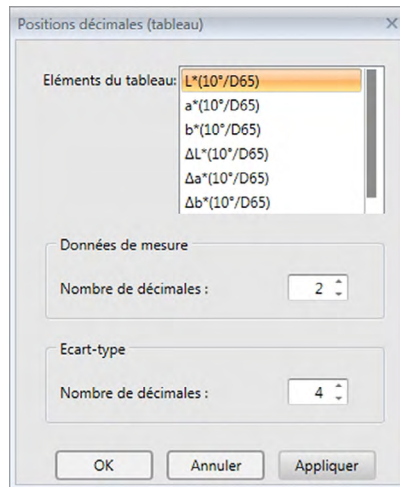 Positions décimales (tableau)
Eléments du tableau: L*(10°/D65)
a*(10°/D65)
b*(10°/D65)
ΔL*(10°/D65)
Δa*(10°/D65)
Δb*(10°/D65)
Données de mesure
Nombre de décimales : 2
Ecart-type
Nombre de décimales : 4
OK Annuler Appliquer